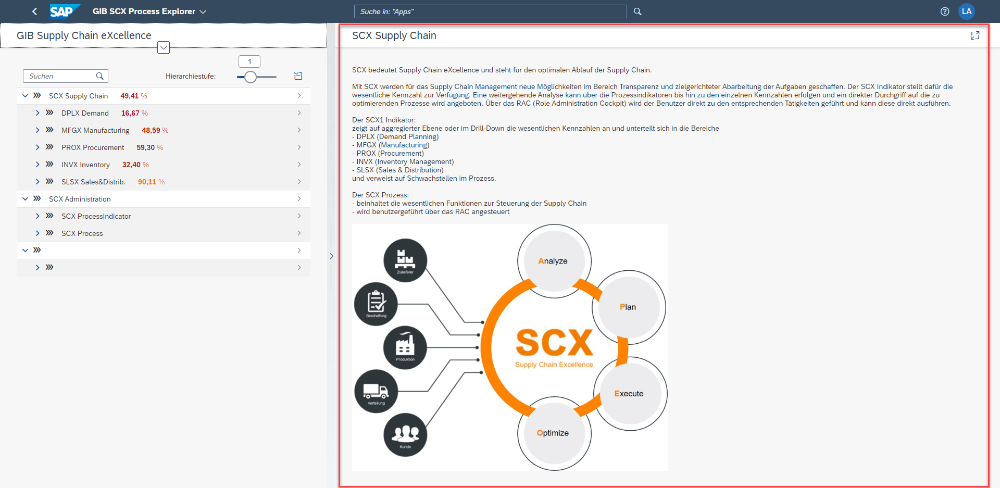 SAP
GIB SCX Process Explorer
Suche in: "Apps"
LA
GIB Supply Chain eXcellence
1
Suchen
Hierarchiestufe:
SCX Supply Chain 49,41 %
DPLX Demand 16,67 %
MFGX Manufacturing 48,59 %
PROX Procurement 59,30 %
INVX Inventory 32,40 %
SLSX Sales&Distrib. 90,11 %
SCX Administration
SCX ProcessIndicator
SCX Process
SCX Supply Chain
SCX bedeutet Supply Chain eXcellence und steht für den optimalen Ablauf der Supply Chain.
Mit SCX werden für das Supply Chain Management neue Möglichkeiten im Bereich Transparenz und zielgerichteter Abarbeitung der Aufgaben geschaffen. Der SCX Indikator stellt dafür die
wesentliche Kennzahl zur Verfügung. Eine weitergehende Analyse kann über die Prozessindikatoren bis hin zu den einzelnen Kennzahlen erfolgen und ein direkter Durchgriff auf die zu
optimierenden Prozesse wird angeboten. Über das RAC (Role Administration Cockpit) wird der Benutzer direkt zu den entsprechenden Tätigkeiten geführt und kann diese direkt ausführen.
Der SCX1 Indikator:
zeigt auf aggregierter Ebene oder im Drill-Down die wesentlichen Kennzahlen an und unterteilt sich in die Bereiche
- DPLX (Demand Planning)
- MFGX (Manufacturing)
- PROX (Procurement)
- INVX (Inventory Management)
- SLSX (Sales & Distribution)
und verweist auf Schwachstellen im Prozess.
Der SCX Prozess:
- beinhaltet die wesentlichen Funktionen zur Steuerung der Supply Chain
- wird benutzergeführt über das RAC angesteuert
Zulieferer
Beschaffung
Produktion
Verteilung
Kunde
Analyze
Plan
SCX
Supply Chain Excellence
Execute
Optimize